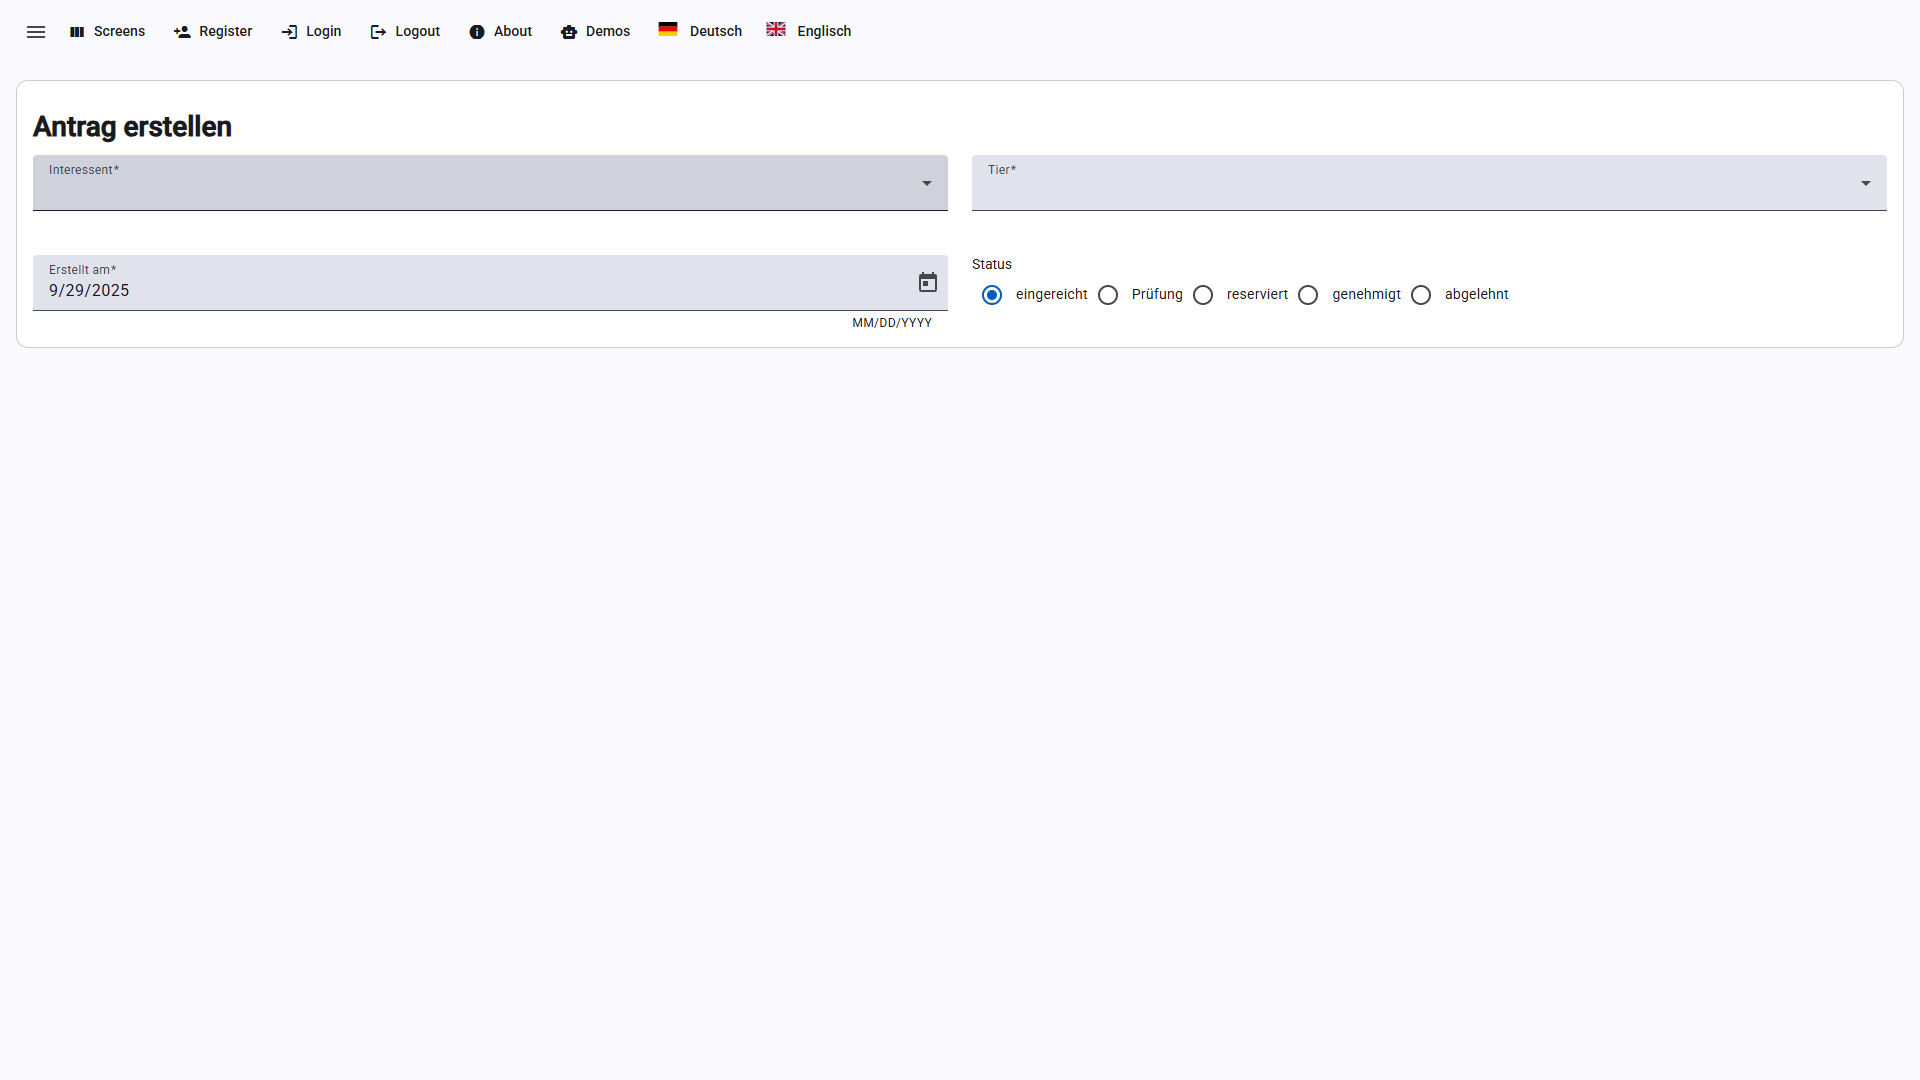 Screens Register Login Logout About Demos Deutsch Englisch
Antrag erstellen
Interessent*
Tier*
Erstellt am*
9/29/2025
MM/DD/YYYY
Status
eingereicht Prüfung reserviert genehmigt abgelehnt